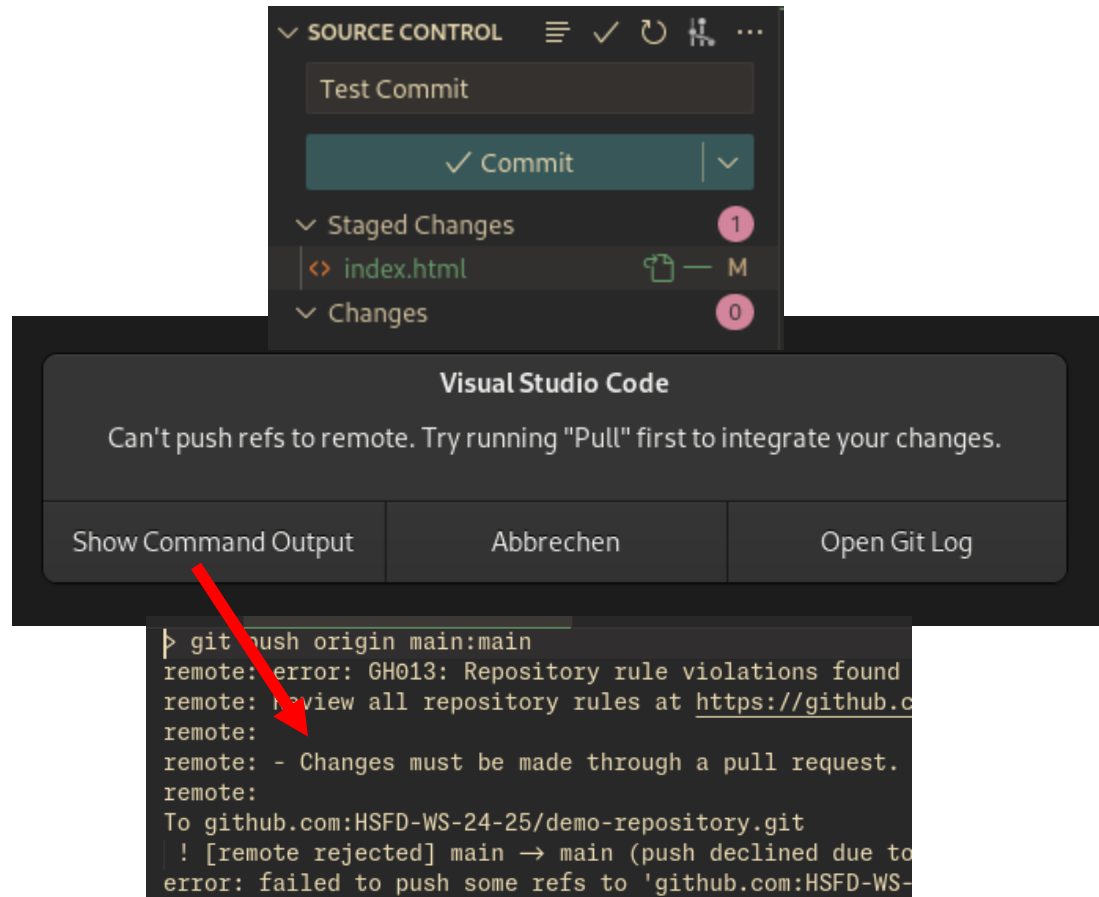 SOURCE CONTROL
Test Commit
Commit
Staged Changes 1
<> index.html M
Changes 0
Visual Studio Code
Can't push refs to remote. Try running "Pull" first to integrate your changes.
Show Command Output Abbrechen Open Git Log
> git push origin main:main
remote: error: GH013: Repository rule violations found
remote: Review all repository rules at https://github.c
remote:
remote: - Changes must be made through a pull request.
remote:
To github.com:HSFD-WS-24-25/demo-repository.git
! [remote rejected] main → main (push declined due to
error: failed to push some refs to 'github.com:HSFD-WS-